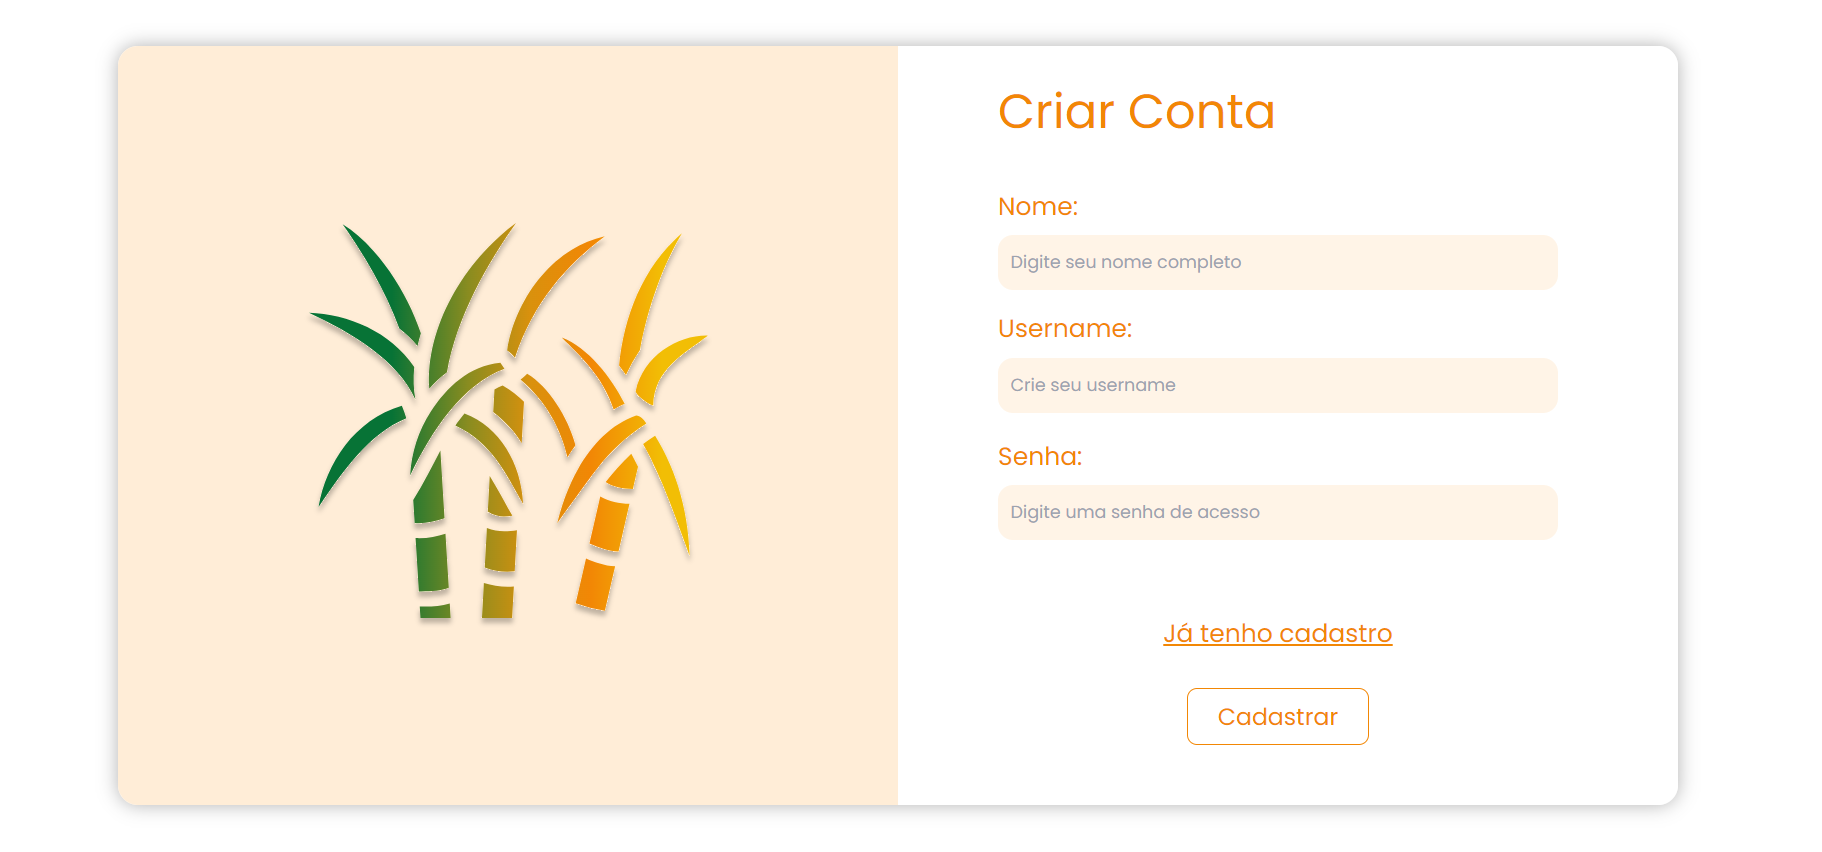 Criar Conta
Nome:
Digite seu nome completo
Username:
Crie seu username
Senha:
Digite uma senha de acesso
Já tenho cadastro
Cadastrar